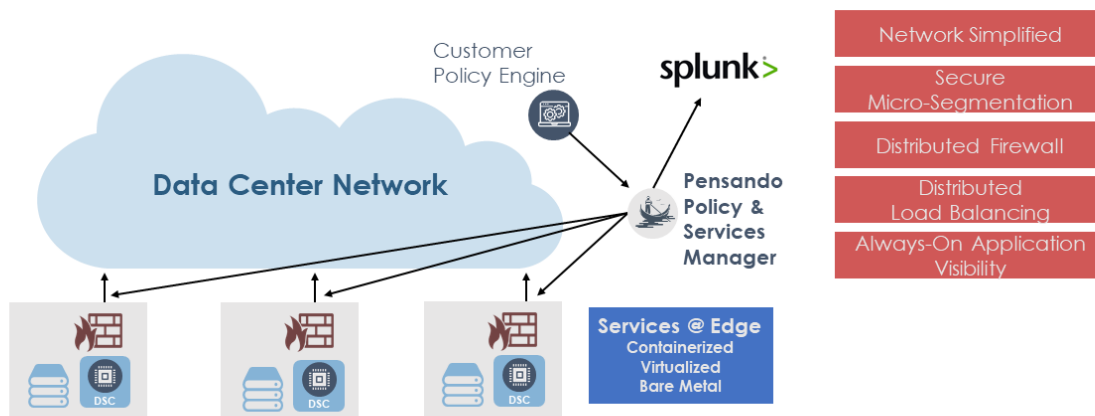 Customer
Policy Engine
splunk>
Network Simplified
Secure
Micro-Segmentation
Distributed Firewall
Distributed
Load Balancing
Always-On Application
Visibility
Data Center Network
Pensando
Policy &
Services
Manager
Services @ Edge
Containerized
Virtualized
Bare Metal
DSC
DSC
DSC